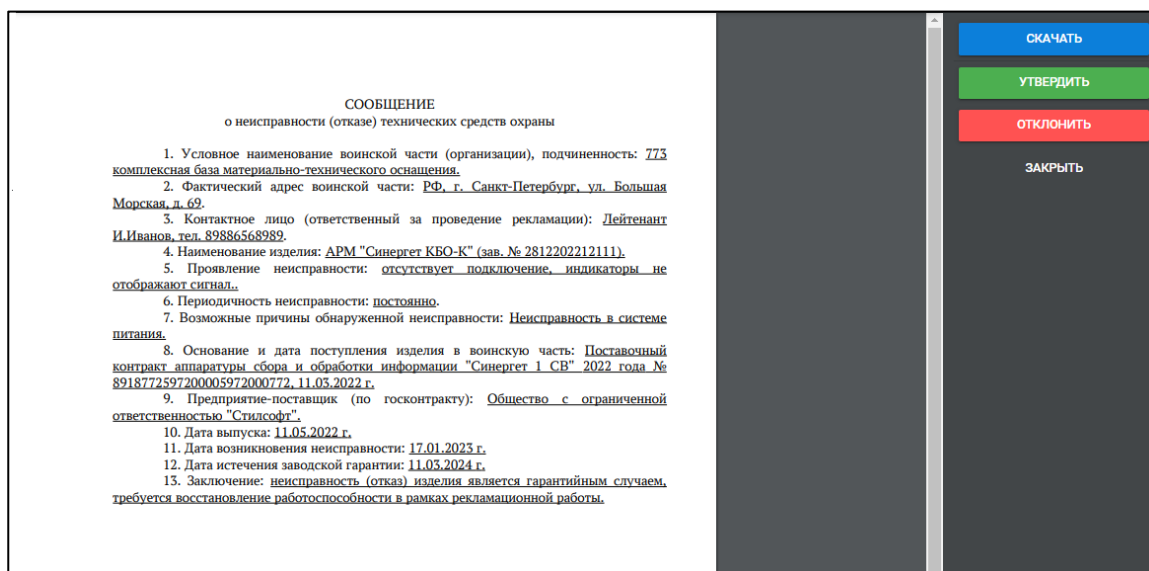 СООБЩЕНИЕ
о неисправности (отказе) технических средств охраны
1. Условное наименование воинской части (организации), подчиненность: 773
комплексная база материально-технического оснащения.
2. Фактический адрес воинской части: РФ, г. Санкт-Петербург, ул. Большая
Морская, д. 69.
3. Контактное лицо (ответственный за проведение рекламации): Лейтенант
И.Иванов, тел. 89886568989.
4. Наименование изделия: АРМ "Синергет КБО-К" (зав. № 2812202212111).
5. Проявление неисправности: отсутствует подключение, индикаторы не
отображают сигнал..
6. Периодичность неисправности: постоянно.
7. Возможные причины обнаруженной неисправности: Неисправность в системе
питания.
8. Основание и дата поступления изделия в воинскую часть: Поставочный
контракт аппаратуры сбора и обработки информации "Синергет 1 СВ" 2022 года №
8918772597200005972000772, 11.03.2022 г.
9. Предприятие-поставщик (по госконтракту): Общество с ограниченной
ответственностью "Стилсофт".
10. Дата выпуска: 11.05.2022 г.
11. Дата возникновения неисправности: 17.01.2023 г.
12. Дата истечения заводской гарантии: 11.03.2024 г.
13. Заключение: неисправность (отказ) изделия является гарантийным случаем,
требуется восстановление работоспособности в рамках рекламационной работы.
СКАЧАТЬ
УТВЕРДИТЬ
ОТКЛОНИТЬ
ЗАКРЫТЬ